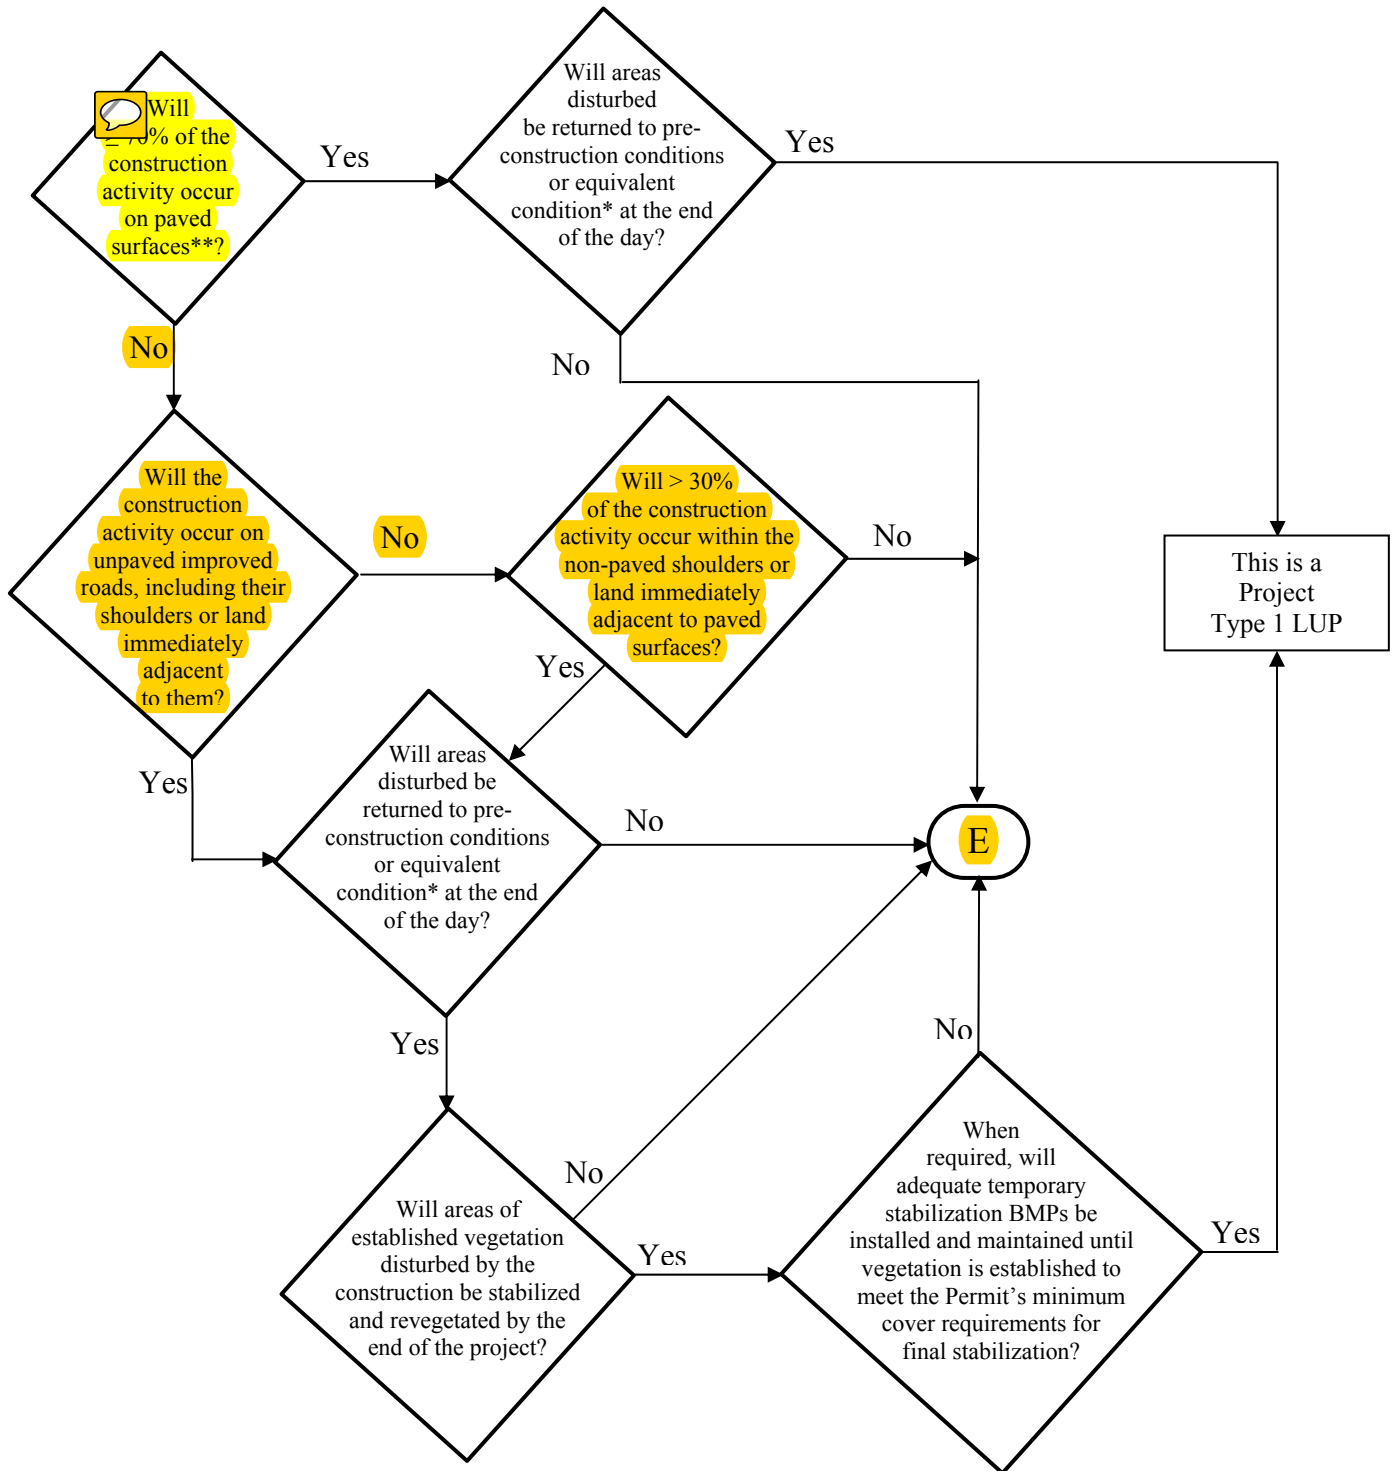 Will
70% of the
construction
activity occur
on paved
surfaces**?
Yes
Will areas
disturbed
be returned to pre-
construction conditions
or equivalent
condition* at the end
of the day?
Yes
No
No
Will the
construction
activity occur on
unpaved improved
roads, including their
shoulders or land
immediately
adjacent
to them?
No
Will > 30%
of the construction
activity occur within the
non-paved shoulders or
land immediately
adjacent to paved
surfaces?
No
This is a
Project
Type 1 LUP
Yes
Yes
Will areas
disturbed be
returned to pre-
construction conditions
or equivalent
condition* at the end
of the day?
No
E
Yes
No
Will areas of
established vegetation
disturbed by the
construction be stabilized
and revegetated by the
end of the project?
No
Yes
When
required, will
adequate temporary
stabilization BMPs be
installed and maintained until
vegetation is established to
meet the Permit's minimum
cover requirements for
final stabilization?
Yes